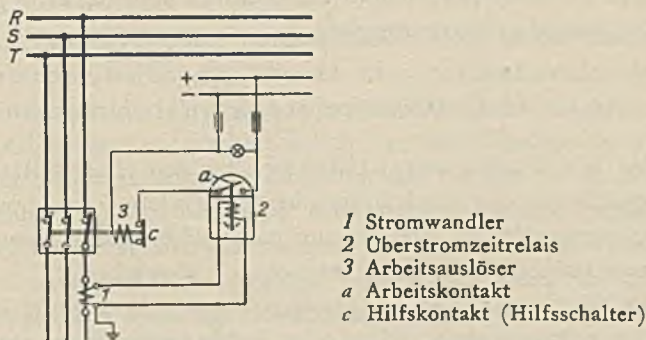 R
S
T
+
−
a
2
3
c
1
1 Stromwandler
2 Überstromzeitrelais
3 Arbeitsauslöser
a Arbeitskontakt
c Hilfskontakt (Hilfsschalter)